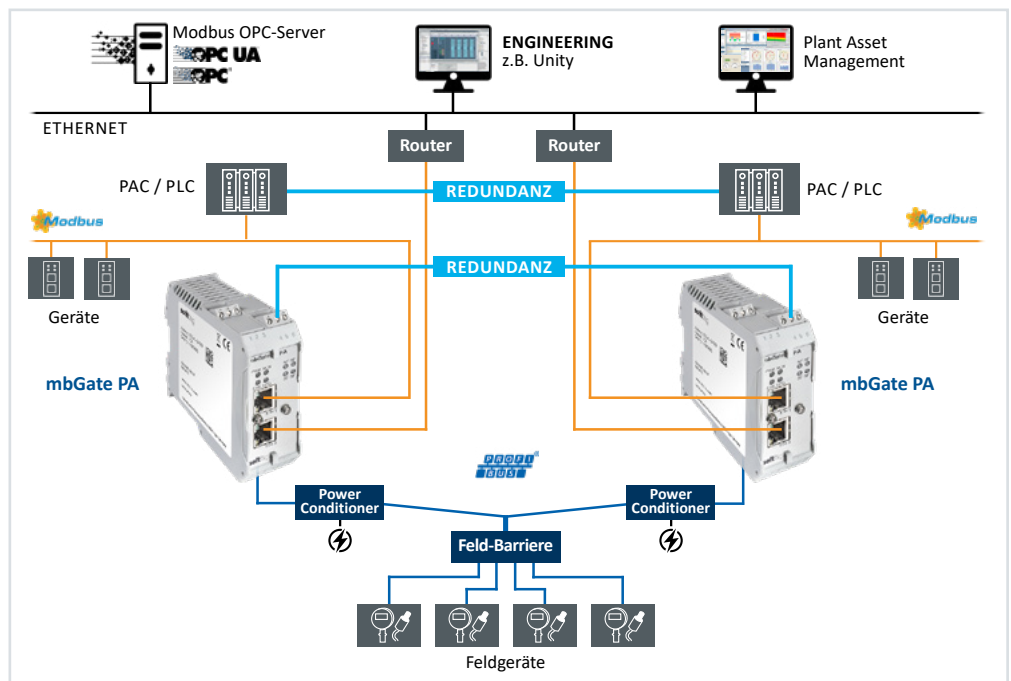 Modbus OPC-Server
OPC UA
OPC
ENGINEERING
z.B. Unity
Plant Asset
Management
ETHERNET
Router
Router
PAC / PLC
REDUNDANZ
PAC / PLC
Modbus
Modbus
REDUNDANZ
Geräte
Geräte
mbGate PA
mbGate PA
PROFI
BUS
Power
Conditioner
Power
Conditioner
Feld-Barriere
Feldgeräte